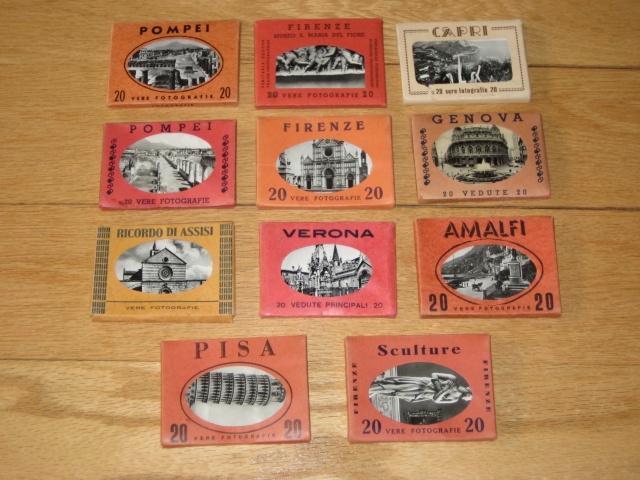 POMPEI
20 VERE FOTOGRAFIE 20
FIRENZE
MUSEO S. MARIA DEL FIORE
20 VERE FOTOGRAFIE 20
CAPRI
20 vere fotografie 20
POMPEI
20 VERE FOTOGRAFIE
FIRENZE
20 VERE FOTOGRAFIE 20
GENOVA
20 VEDUTE 20
RICORDO DI ASSISI
VERE FOTOGRAFIE
VERONA
20 VEDUTE PRINCIPALI 20
AMALFI
20 VERE FOTOGRAFIE 20
PISA
20 VERE FOTOGRAFIE 20
Sculture
FIRENZE
FIRENZE
20 VERE FOTOGRAFIE 20